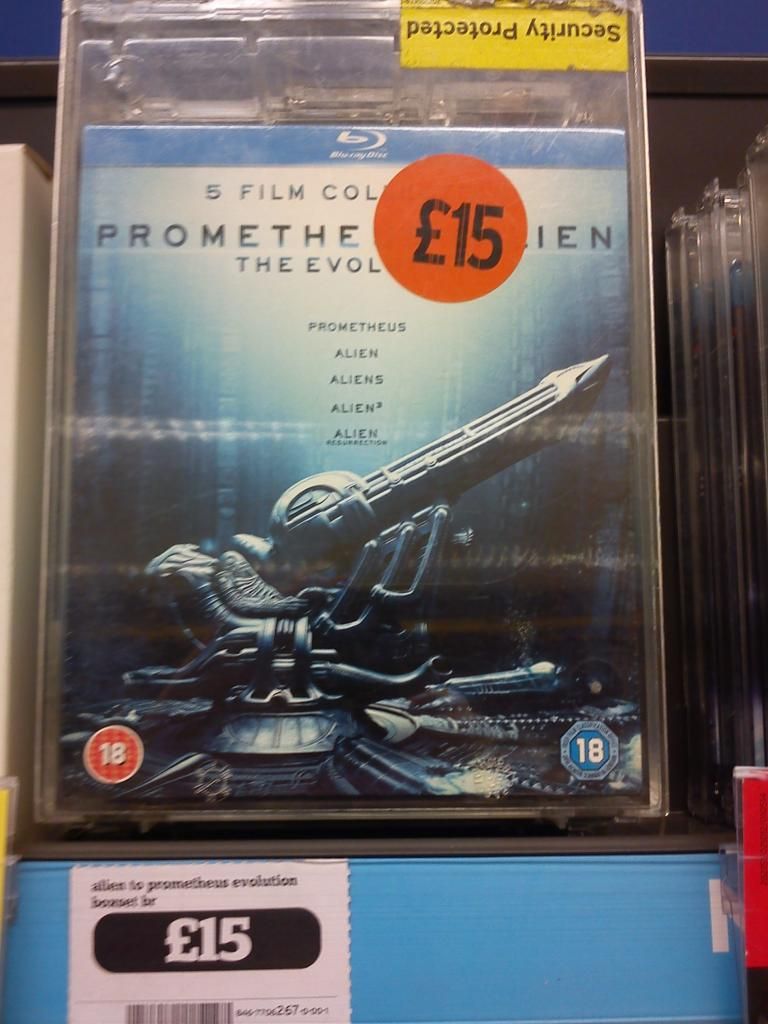 Security Protected
Blu-ray Disc
5 FILM COL
£15
PROMETHE IEN
THE EVOL
PROMETHEUS
ALIEN
ALIENS
ALIEN³
ALIEN
RESURRECTION
18
18
alien to prometheus evolution
boxset br
£15
267